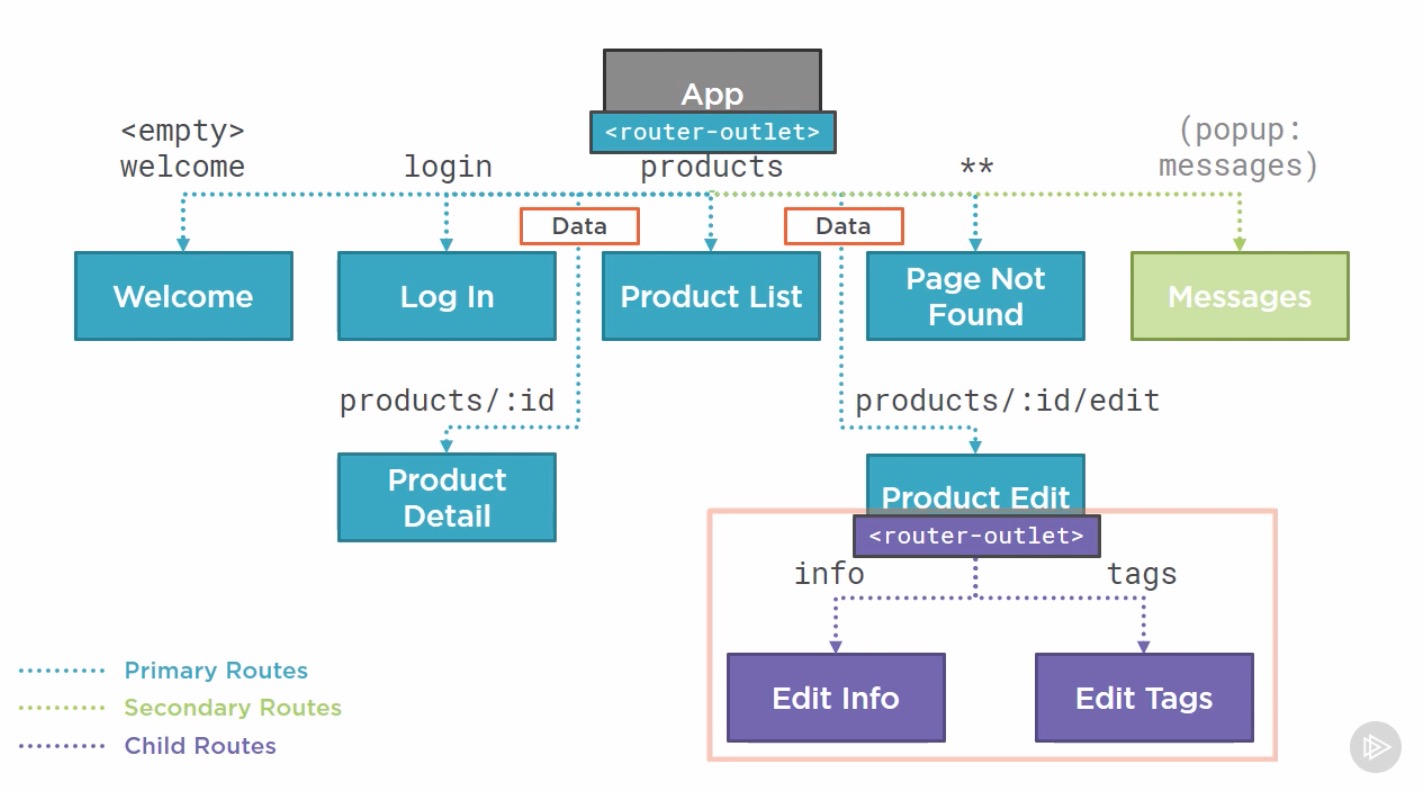 App
<router-outlet>
<empty>
welcome
login
products
**
(popup:
messages)
Data
Data
Welcome
Log In
Product List
Page Not
Found
Messages
products/:id
products/:id/edit
Product
Detail
Product Edit
<router-outlet>
info
tags
Edit Info
Edit Tags
Primary Routes
Secondary Routes
Child Routes